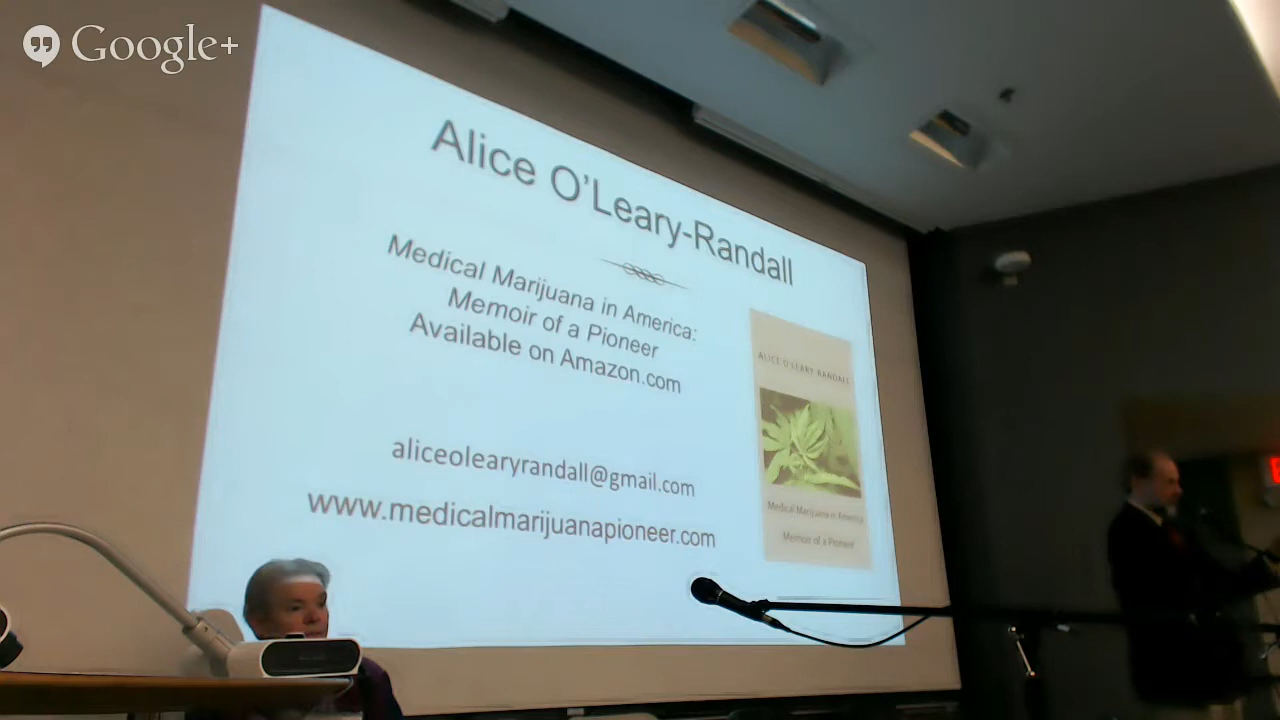 Google+
Alice O'Leary-Randall
Medical Marijuana in America:
Memoir of a Pioneer
Available on Amazon.com
aliceolearyrandall@gmail.com
www.medicalmarijuanapioneer.com
ALICE O'LEARY-RANDALL
Medical Marijuana in America
Memoir of a Pioneer